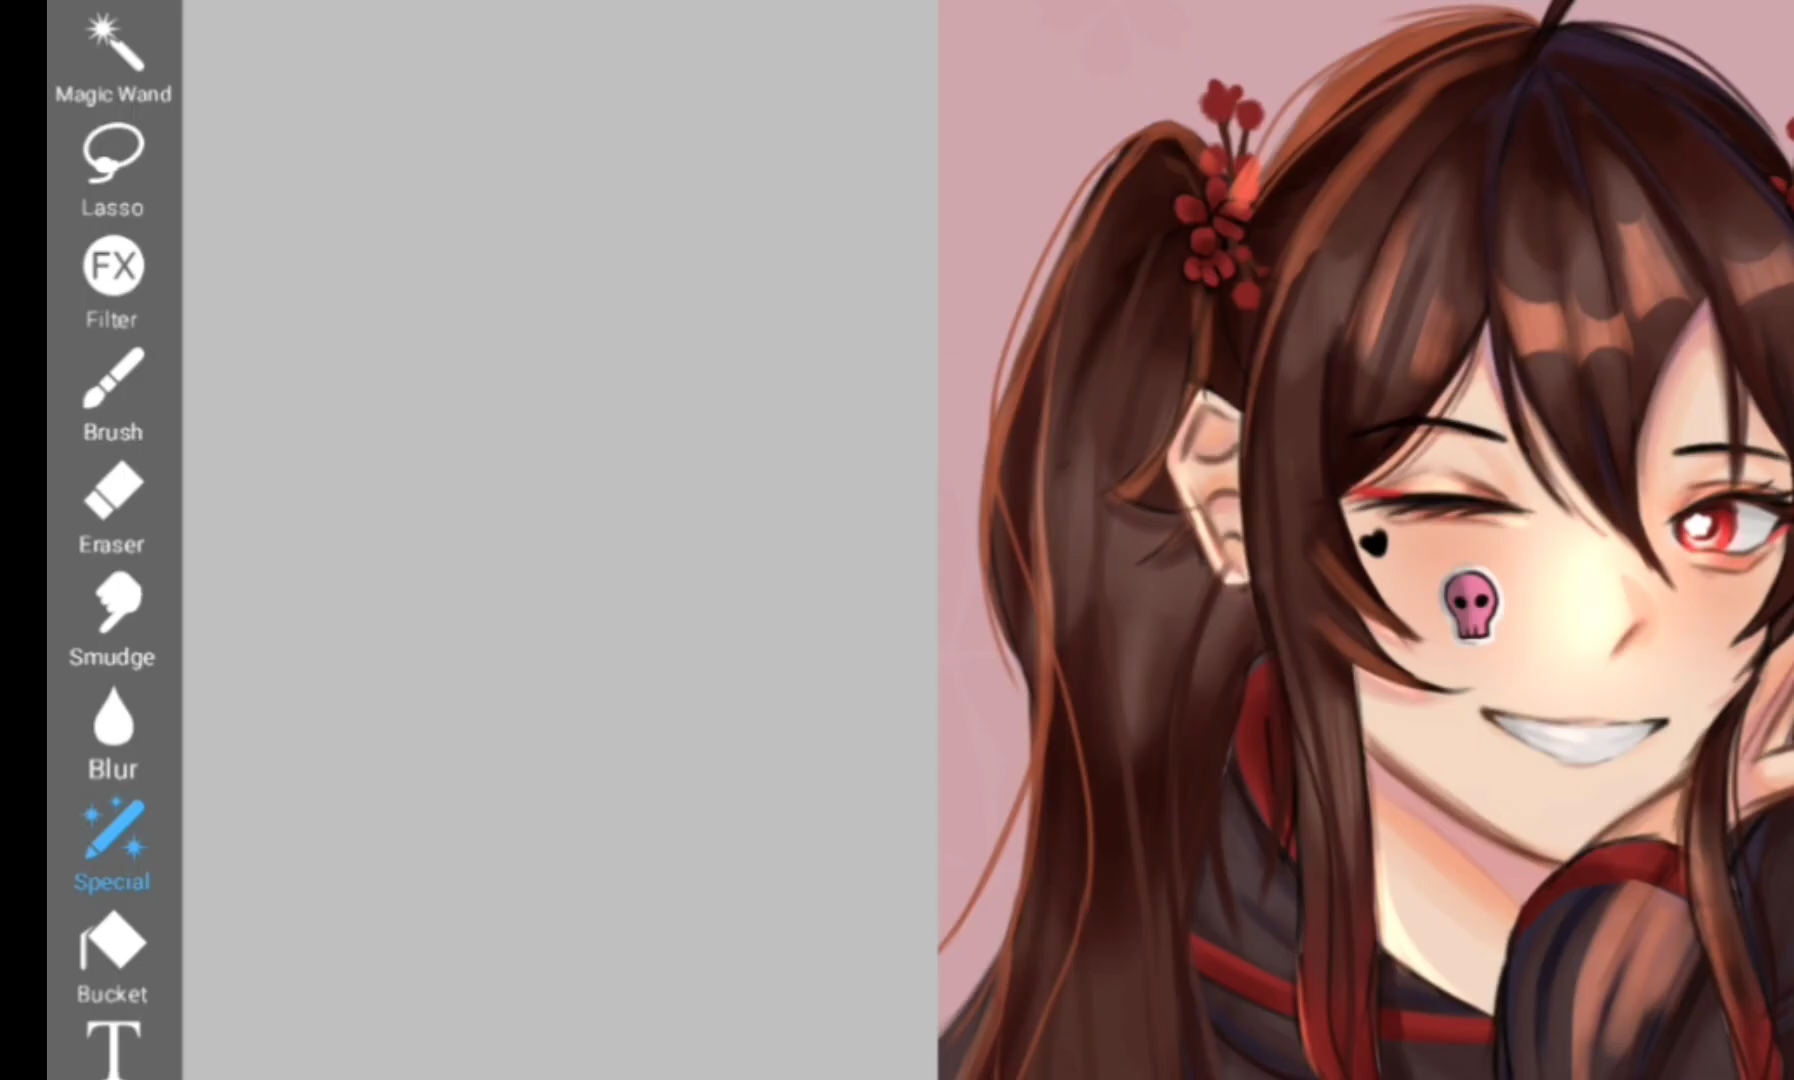 Magic Wand
Lasso
FX
Filter
Brush
Eraser
Smudge
Blur
Special
Bucket
T